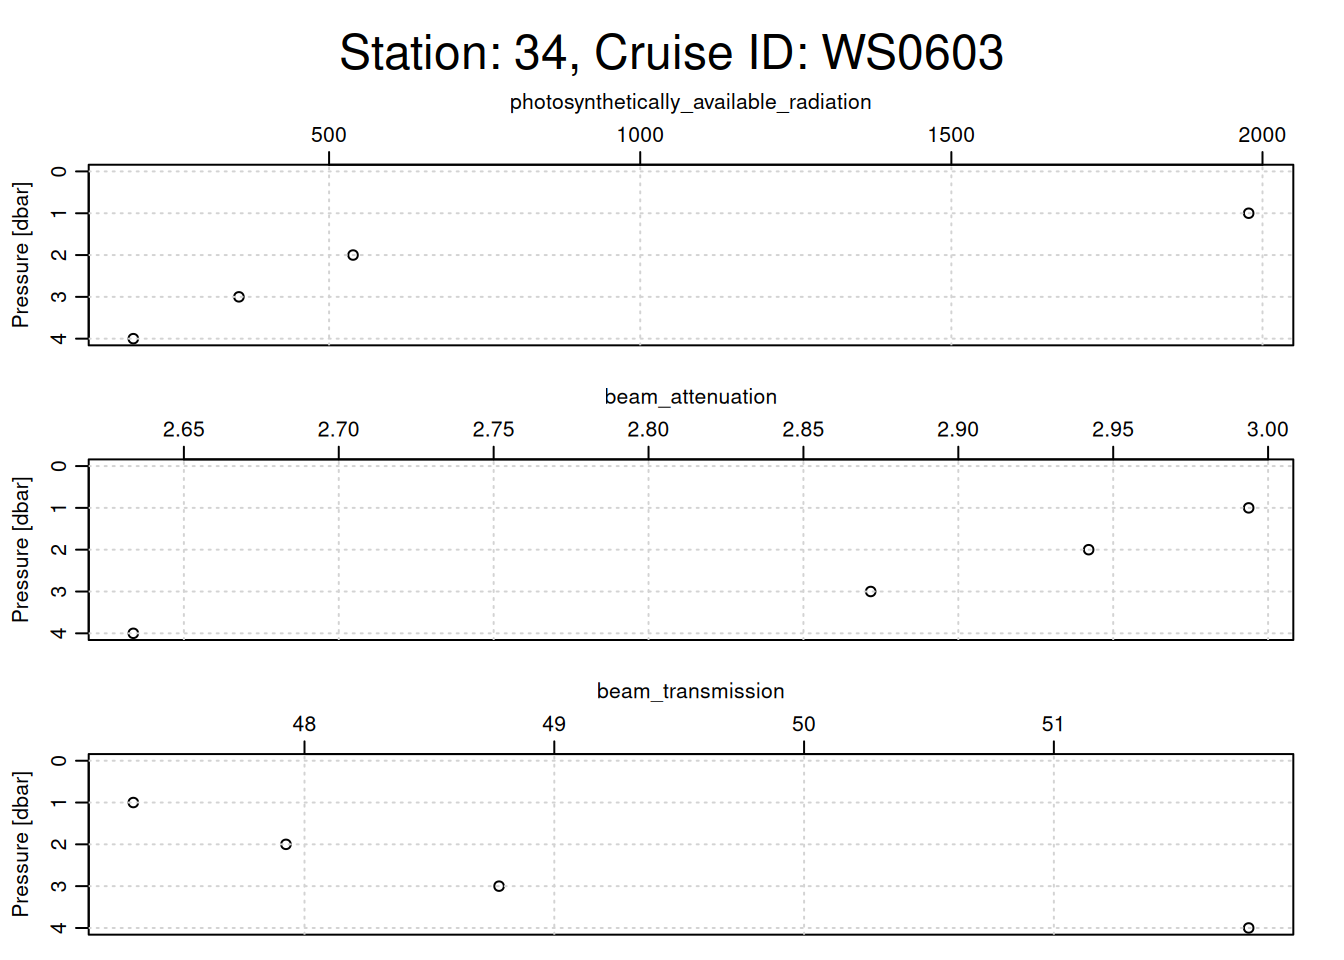 Station: 34, Cruise ID: WS0603
photosynthetically_available_radiation
500 1000 1500 2000
Pressure [dbar]
0
1
2
3
4
beam_attenuation
2.65 2.70 2.75 2.80 2.85 2.90 2.95 3.00
Pressure [dbar]
0
1
2
3
4
beam_transmission
48 49 50 51
Pressure [dbar]
0
1
2
3
4